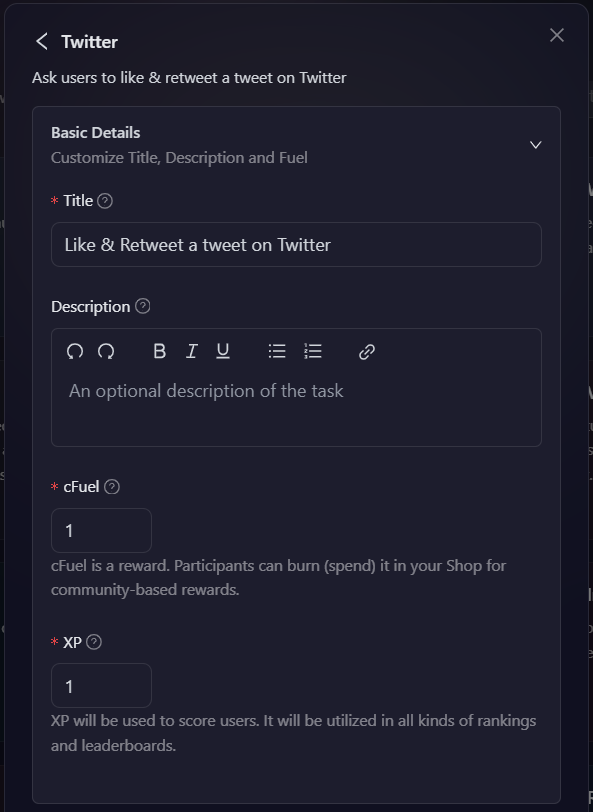 Twitter
Ask users to like & retweet a tweet on Twitter
Basic Details
Customize Title, Description and Fuel
* Title ?
Like & Retweet a tweet on Twitter
Description ?
B I U
An optional description of the task
* cFuel ?
1
cFuel is a reward. Participants can burn (spend) it in your Shop for
community-based rewards.
* XP ?
1
XP will be used to score users. It will be utilized in all kinds of rankings
and leaderboards.